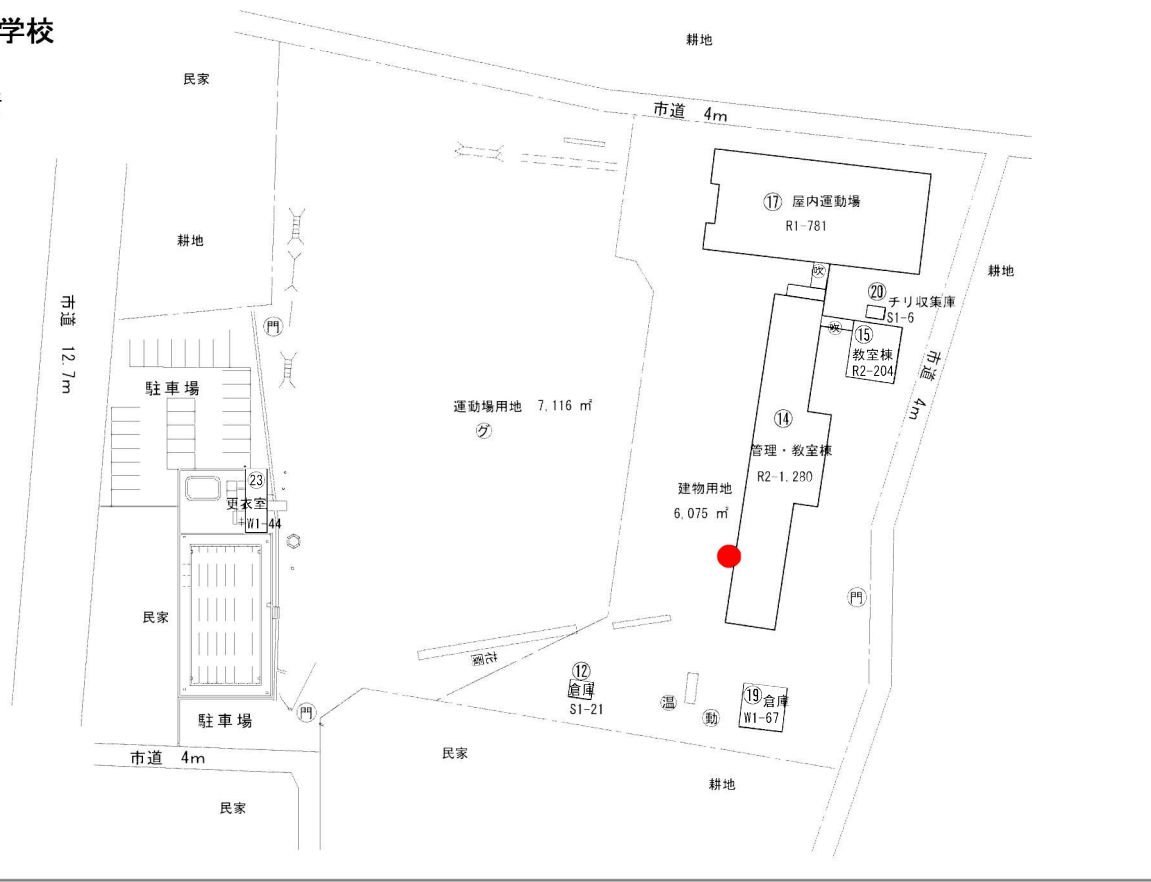 学校
耕地
民家
市道 4m
⑰ 屋内運動場
R1-781
耕地
吹
耕地
⑳ チリ収集庫
S1-6
市道 12.7m
門
吹
⑮
教室棟
R2-204
市道 4m
駐車場
運動場用地 7,116 ㎡
グ
⑭
管理・教室棟
R2-1,280
㉓
更衣室
W1-44
建物用地
6,075 ㎡
門
民家
花壇
⑫
倉庫
S1-21
温
動
⑲ 倉庫
W1-67
駐車場
門
市道 4m
民家
耕地
民家